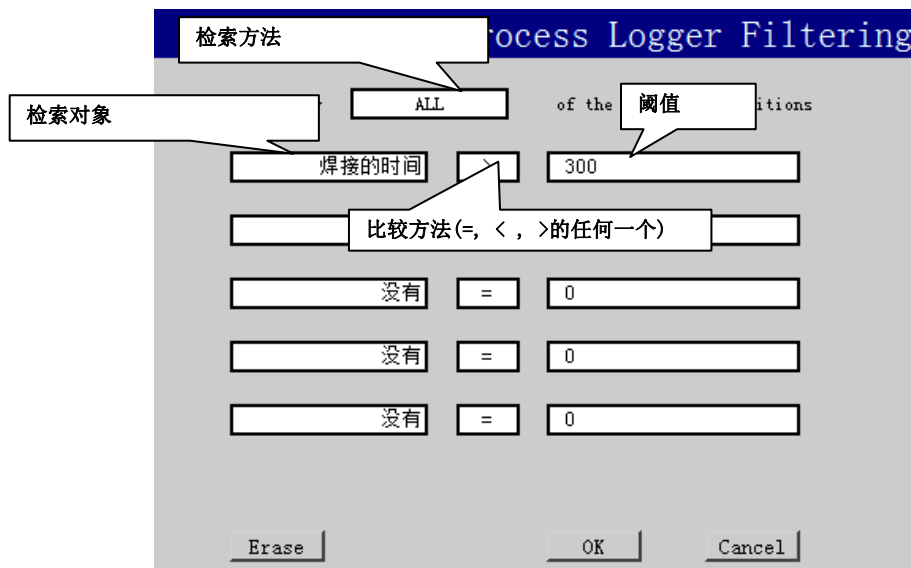 检索方法
ocess Logger Filtering
ALL
of the
阈值
itions
检索对象
焊接的时间
300
比较方法(=, < , >的任何一个)
没有
=
0
没有
=
0
没有
=
0
Erase
OK
Cancel